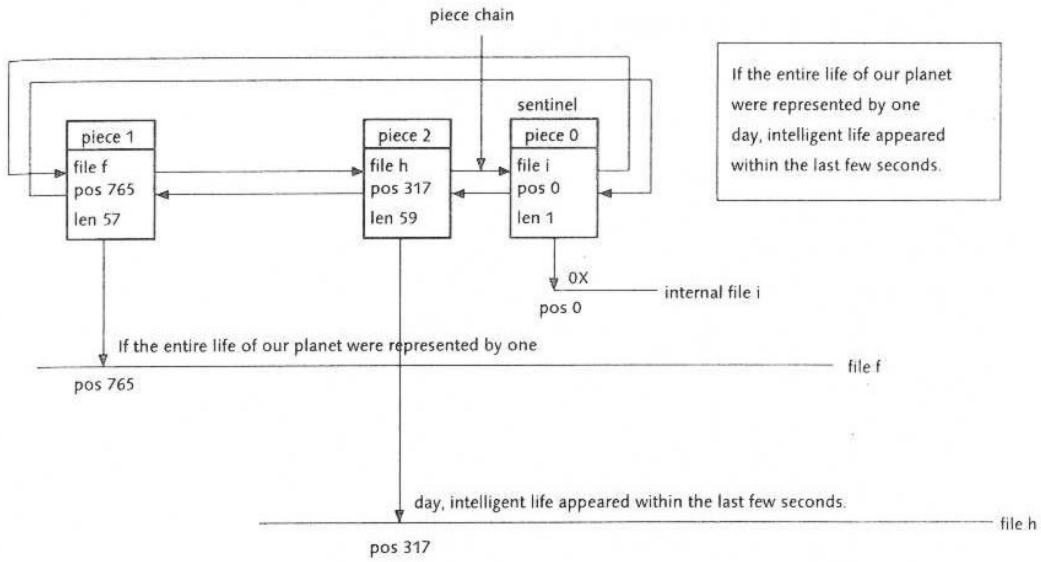 piece chain
If the entire life of our planet
were represented by one
day, intelligent life appeared
within the last few seconds.
sentinel
piece 1
file f
pos 765
len 57
piece 2
file h
pos 317
len 59
piece 0
file i
pos 0
len 1
0X
internal file i
pos 0
If the entire life of our planet were represented by one
file f
pos 765
day, intelligent life appeared within the last few seconds.
file h
pos 317